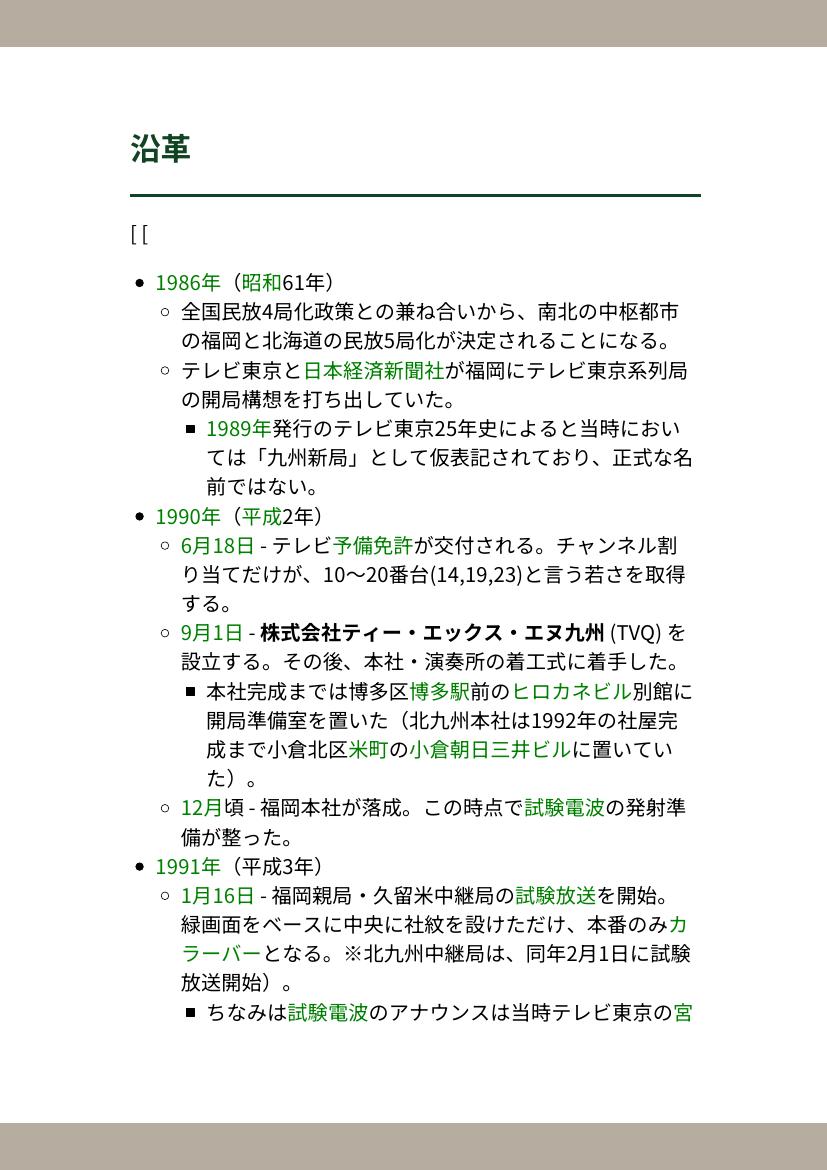 沿革
[ [
• 1986年（昭和61年）
◦ 全国民放4局化政策との兼ね合いから、南北の中枢都市
の福岡と北海道の民放5局化が決定されることになる。
◦ テレビ東京と日本経済新聞社が福岡にテレビ東京系列局
の開局構想を打ち出していた。
▪ 1989年発行のテレビ東京25年史によると当時におい
ては「九州新局」として仮表記されており、正式な名
前ではない。
• 1990年（平成2年）
◦ 6月18日 - テレビ予備免許が交付される。チャンネル割
り当てだけが、10～20番台(14,19,23)と言う若さを取得
する。
◦ 9月1日 - 株式会社ティー・エックス・エヌ九州 (TVQ) を
設立する。その後、本社・演奏所の着工式に着手した。
▪ 本社完成までは博多区博多駅前のヒロカネビル別館に
開局準備室を置いた（北九州本社は1992年の社屋完
成まで小倉北区米町の小倉朝日三井ビルに置いてい
た）。
◦ 12月頃 - 福岡本社が落成。この時点で試験電波の発射準
備が整った。
• 1991年（平成3年）
◦ 1月16日 - 福岡親局・久留米中継局の試験放送を開始。
緑画面をベースに中央に社紋を設けただけ、本番のみカ
ラーバーとなる。※北九州中継局は、同年2月1日に試験
放送開始）。
▪ ちなみは試験電波のアナウンスは当時テレビ東京の宮